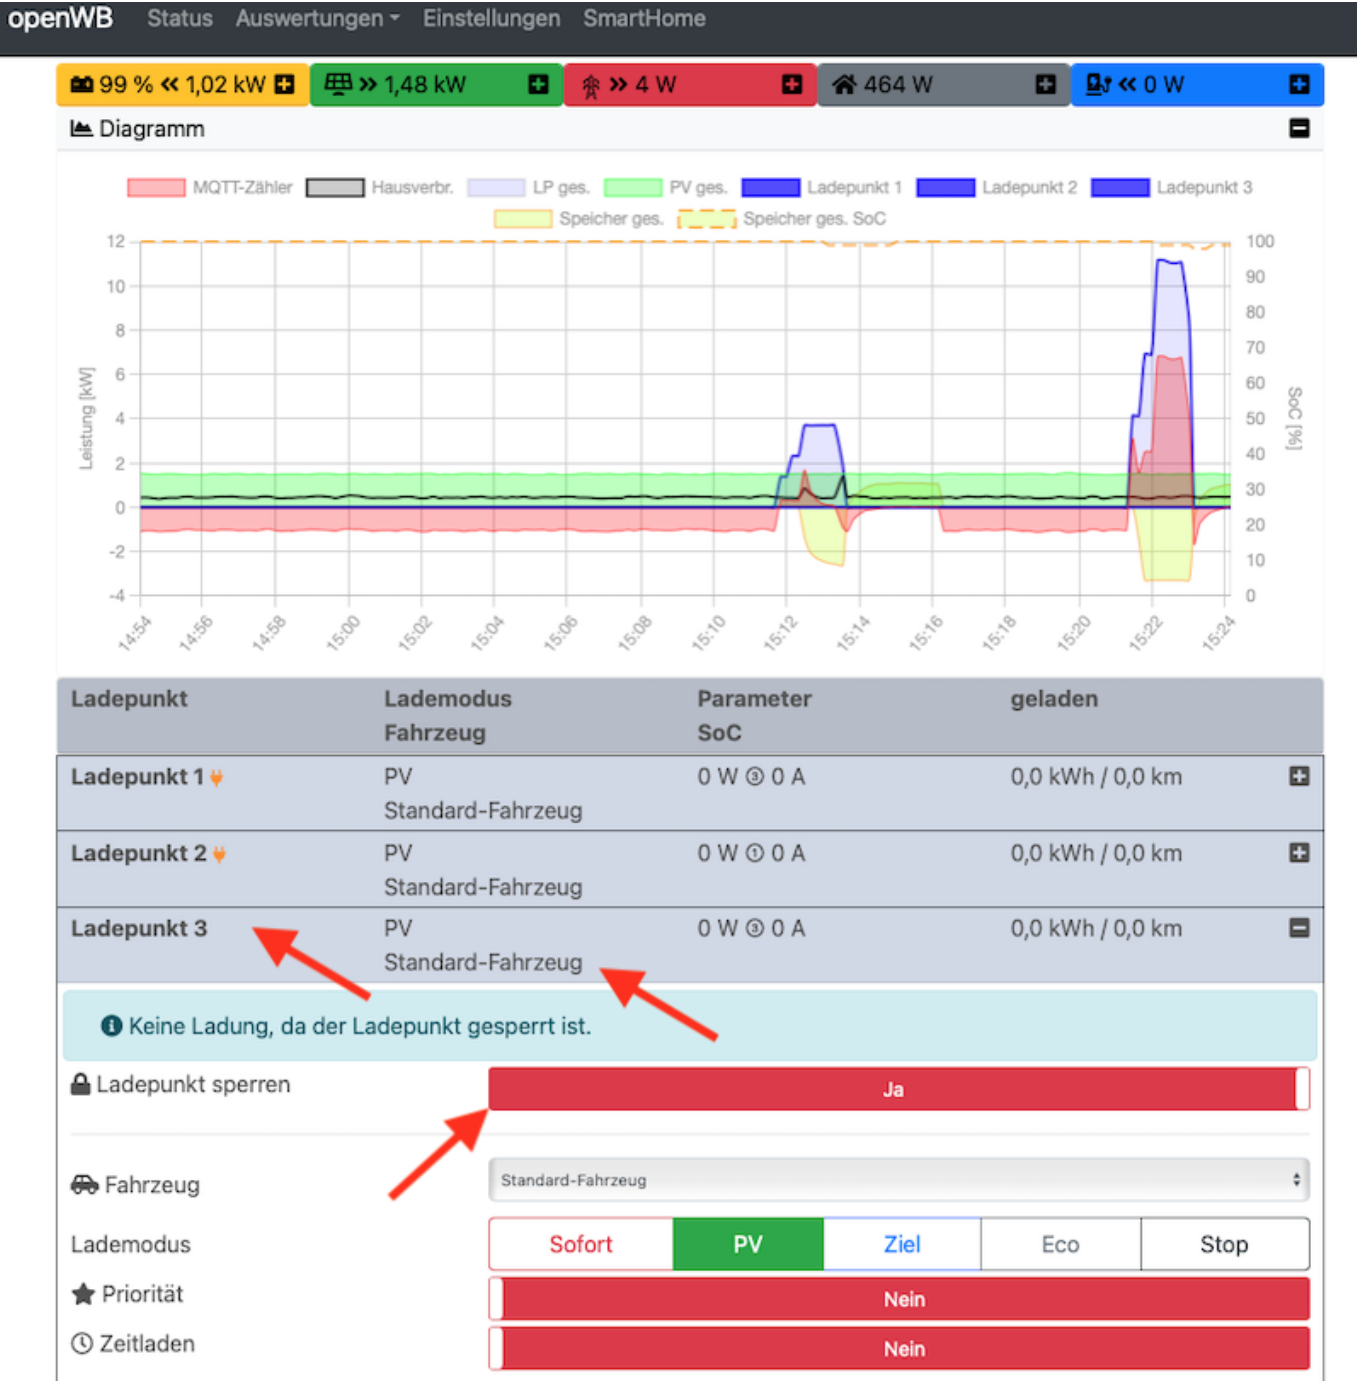 openWB Status Auswertungen Einstellungen SmartHome
99 % « 1,02 kW » 1,48 kW » 4 W 464 W « 0 W
Diagramm
MQTT-Zähler Hausverbr. LP ges. PV ges. Ladepunkt 1 Ladepunkt 2 Ladepunkt 3
Speicher ges. Speicher ges. SoC
12 100
10 90
8 80
70
6 60
4 50
40
2 30
0 20
-2 10
-4 0
Leistung [kW]
SoC [%]
14:54 14:56 14:58 15:00 15:02 15:04 15:06 15:08 15:10 15:12 15:14 15:16 15:18 15:20 15:22 15:24
Ladepunkt Lademodus Parameter geladen
Fahrzeug SoC
Ladepunkt 1 PV 0 W ③ 0 A 0,0 kWh / 0,0 km
Standard-Fahrzeug
Ladepunkt 2 PV 0 W ① 0 A 0,0 kWh / 0,0 km
Standard-Fahrzeug
Ladepunkt 3 PV 0 W ③ 0 A 0,0 kWh / 0,0 km
Standard-Fahrzeug
Keine Ladung, da der Ladepunkt gesperrt ist.
Ladepunkt sperren Ja
Fahrzeug Standard-Fahrzeug
Lademodus Sofort PV Ziel Eco Stop
Priorität Nein
Zeitladen Nein